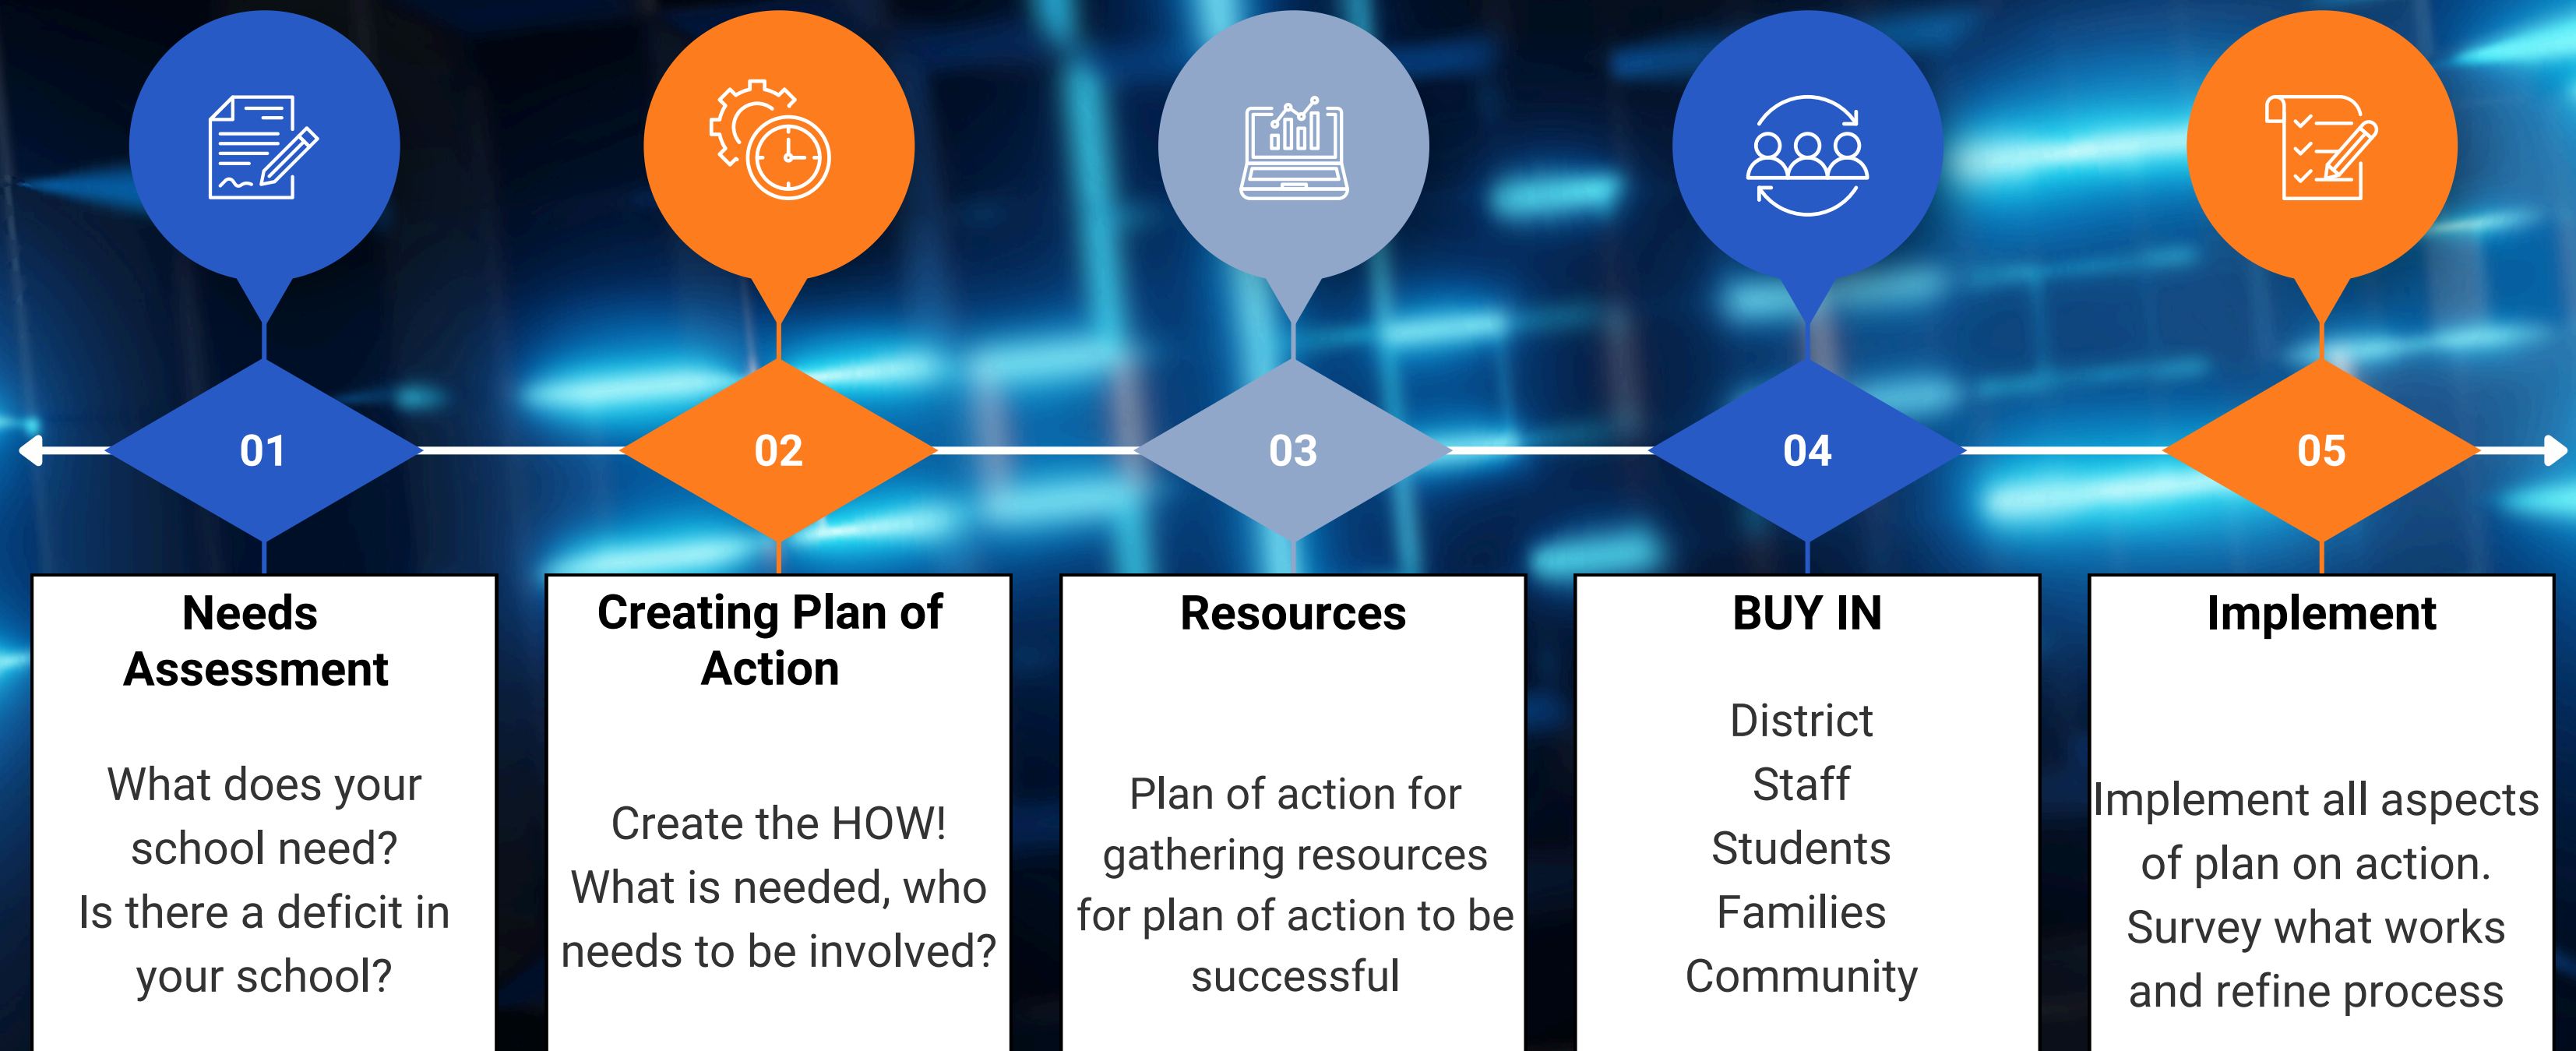 01
02
03
04
05
Needs
Assessment
What does your
school need?
Is there a deficit in
your school?
Creating Plan of
Action
Create the HOW!
What is needed, who
needs to be involved?
Resources
Plan of action for
gathering resources
for plan of action to be
successful
BUY IN
District
Staff
Students
Families
Community
Implement
Implement all aspects
of plan on action.
Survey what works
and refine process